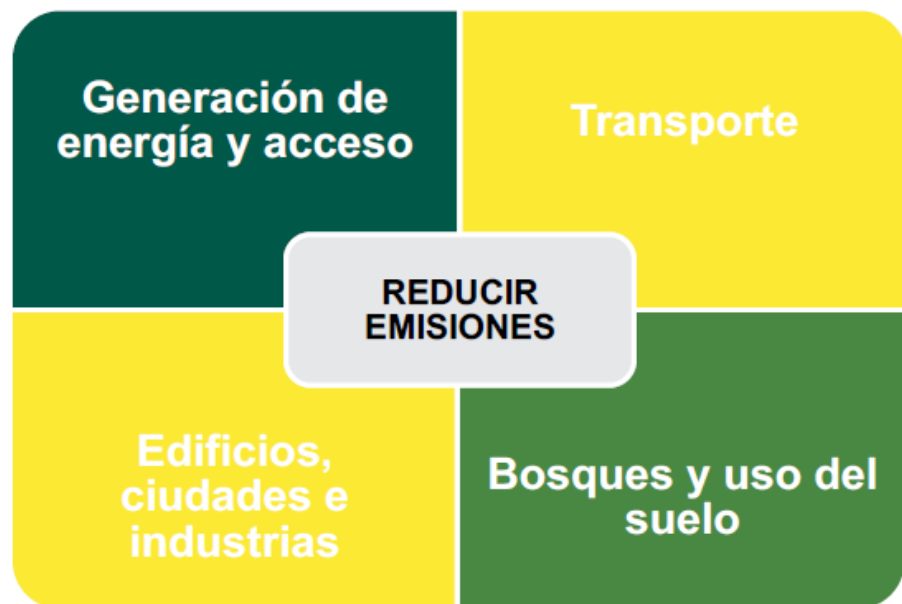 Generación de
energía y acceso
Transporte
REDUCIR
EMISIONES
Edificios,
ciudades e
industrias
Bosques y uso del
suelo